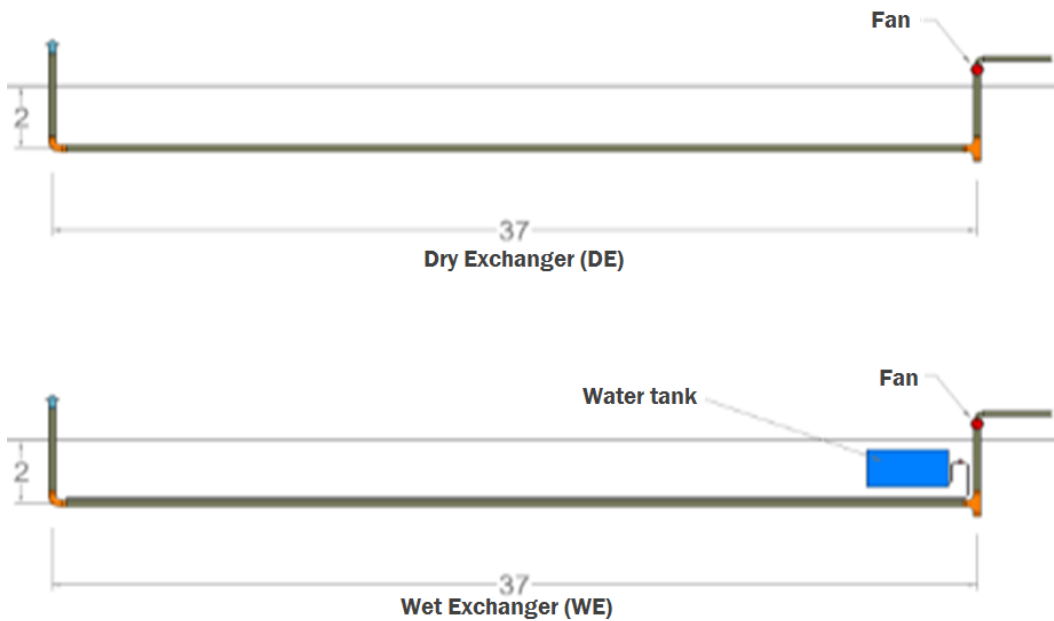 Fan
2
37
Dry Exchanger (DE)
Fan
Water tank
2
37
Wet Exchanger (WE)